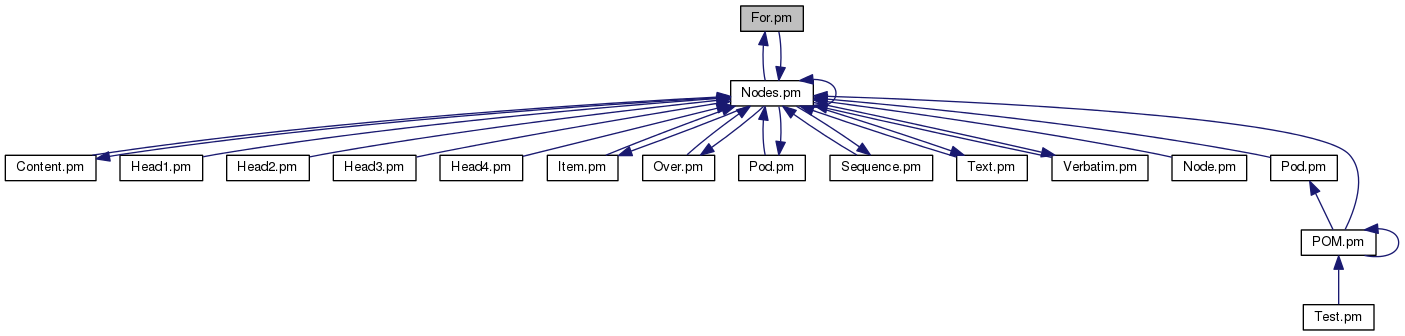 For.pm
Nodes.pm
Content.pm
Head1.pm
Head2.pm
Head3.pm
Head4.pm
Item.pm
Over.pm
Pod.pm
Sequence.pm
Text.pm
Verbatim.pm
Node.pm
Pod.pm
POM.pm
Test.pm